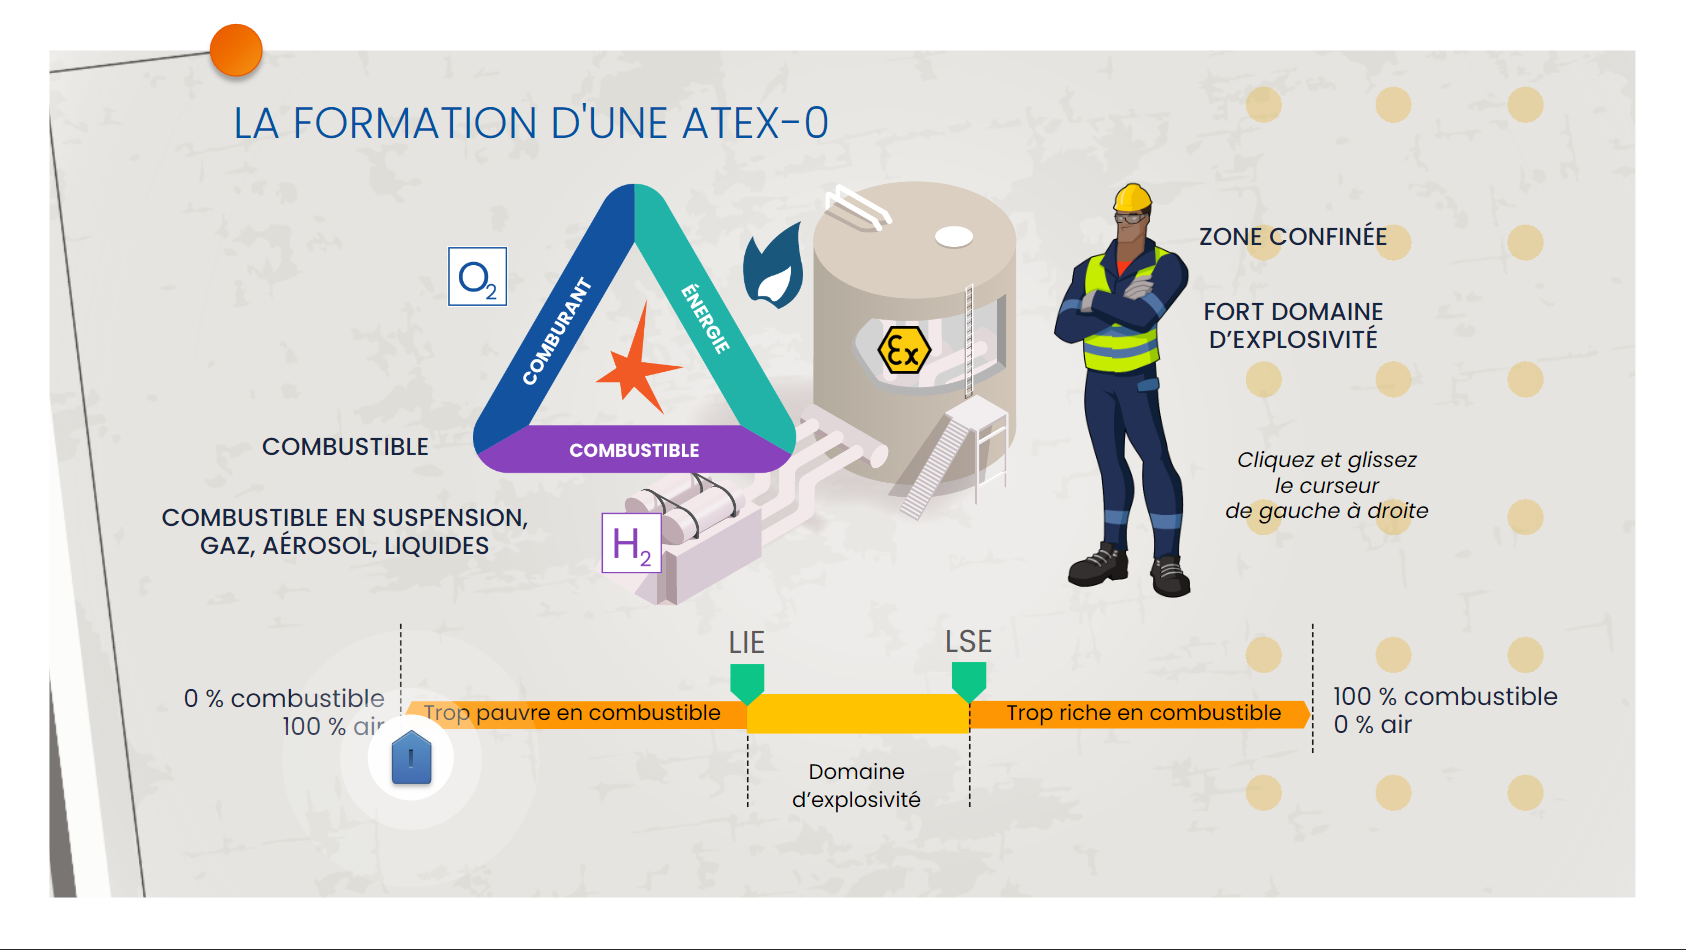 LA FORMATION D'UNE ATEX-0
O2
COMBURANT
ÉNERGIE
COMBUSTIBLE
Ex
ZONE CONFINÉE
FORT DOMAINE
D'EXPLOSIVITÉ
COMBUSTIBLE
COMBUSTIBLE EN SUSPENSION,
GAZ, AÉROSOL, LIQUIDES
H2
Cliquez et glissez
le curseur
de gauche à droite
LIE
LSE
0 % combustible
100 % air
Trop pauvre en combustible
Trop riche en combustible
100 % combustible
0 % air
Domaine
d'explosivité